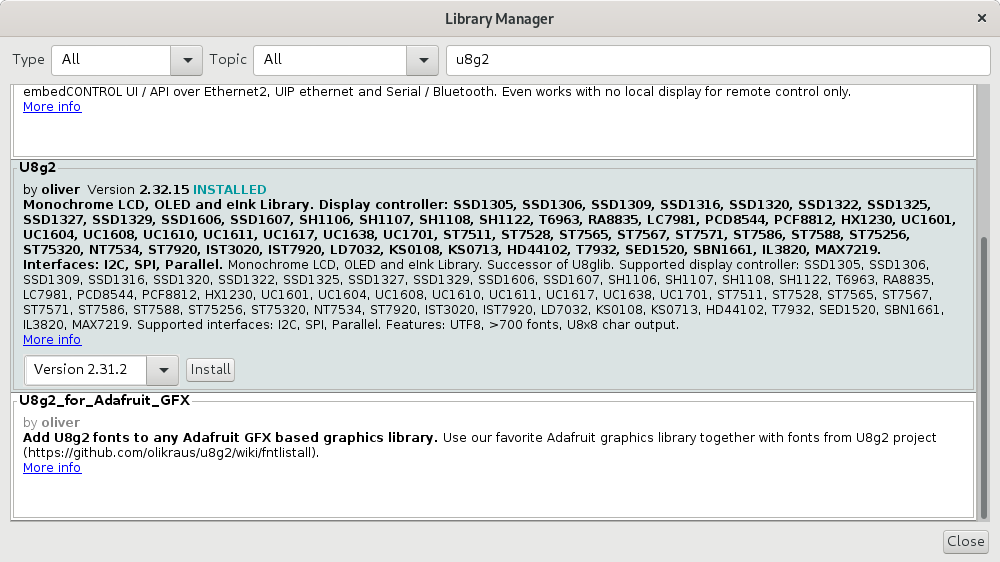 Library Manager
Type All Topic All u8g2
embedCONTROL UI / API over Ethernet2, UIP ethernet and Serial / Bluetooth. Even works with no local display for remote control only.
More info
U8g2
by oliver Version 2.32.15 INSTALLED
Monochrome LCD, OLED and eInk Library. Display controller: SSD1305, SSD1306, SSD1309, SSD1316, SSD1320, SSD1322, SSD1325,
SSD1327, SSD1329, SSD1606, SSD1607, SH1106, SH1107, SH1108, SH1122, T6963, RA8835, LC7981, PCD8544, PCF8812, HX1230, UC1601,
UC1604, UC1608, UC1610, UC1611, UC1617, UC1638, UC1701, ST7511, ST7528, ST7565, ST7567, ST7571, ST7586, ST7588, ST75256,
ST75320, NT7534, ST7920, IST3020, IST7920, LD7032, KS0108, KS0713, HD44102, T7932, SED1520, SBN1661, IL3820, MAX7219.
Interfaces: I2C, SPI, Parallel. Monochrome LCD, OLED and eInk Library. Successor of U8glib. Supported display controller: SSD1305, SSD1306,
SSD1309, SSD1316, SSD1320, SSD1322, SSD1325, SSD1327, SSD1329, SSD1606, SSD1607, SH1106, SH1107, SH1108, SH1122, T6963, RA8835,
LC7981, PCD8544, PCF8812, HX1230, UC1601, UC1604, UC1608, UC1610, UC1611, UC1617, UC1638, UC1701, ST7511, ST7528, ST7565, ST7567,
ST7571, ST7586, ST7588, ST75256, ST75320, NT7534, ST7920, IST3020, IST7920, LD7032, KS0108, KS0713, HD44102, T7932, SED1520, SBN1661,
IL3820, MAX7219. Supported interfaces: I2C, SPI, Parallel. Features: UTF8, >700 fonts, U8x8 char output.
More info
Version 2.31.2 Install
U8g2_for_Adafruit_GFX
by oliver
Add U8g2 fonts to any Adafruit GFX based graphics library. Use our favorite Adafruit graphics library together with fonts from U8g2 project
(https://github.com/olikraus/u8g2/wiki/fntlistall).
More info
Close